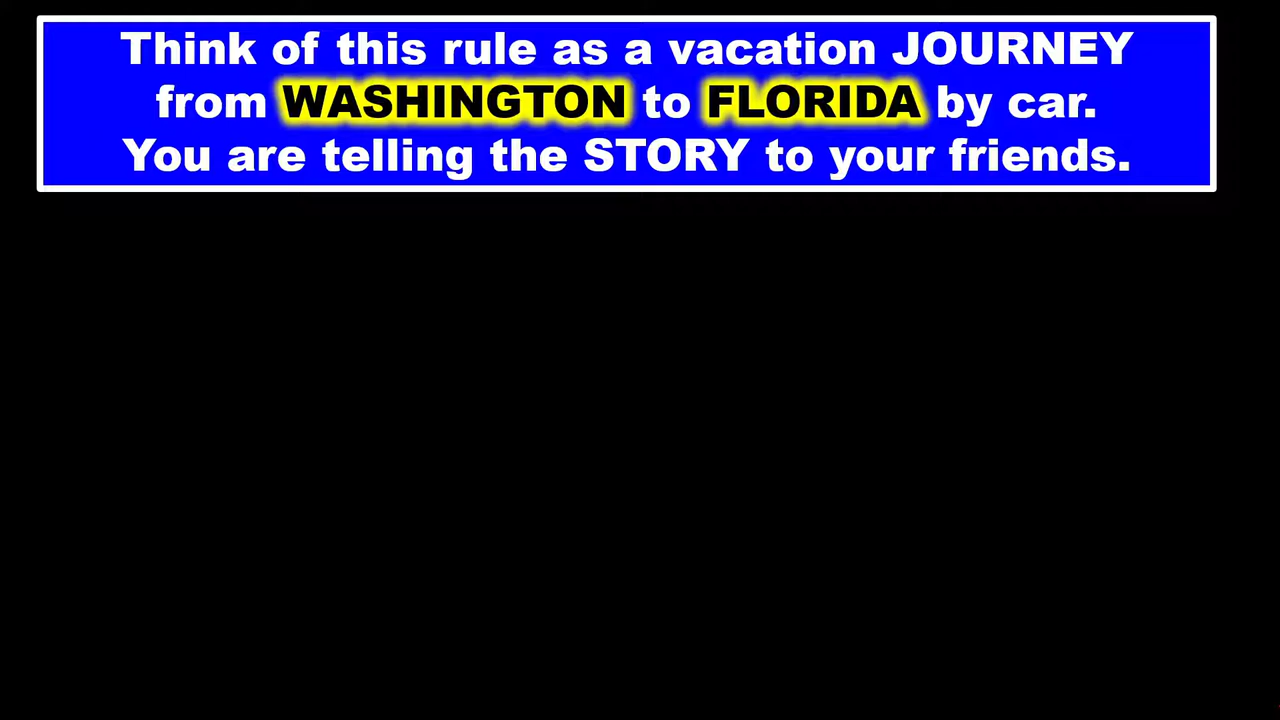 Think of this rule as a vacation JOURNEY
from WASHINGTON to FLORIDA by car.
You are telling the STORY to your friends.